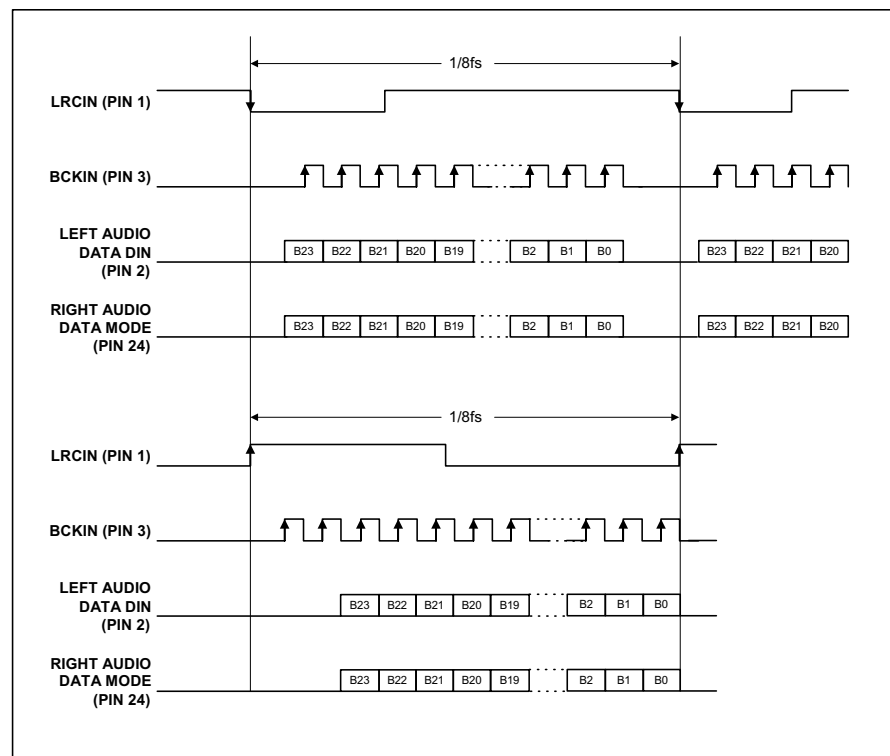 1/8fs
LRCIN (PIN 1)
BCKIN (PIN 3)
LEFT AUDIO
DATA DIN
(PIN 2)
B23 B22 B21 B20 B19 B2 B1 B0 B23 B22 B21 B20
RIGHT AUDIO
DATA MODE
(PIN 24)
B23 B22 B21 B20 B19 B2 B1 B0 B23 B22 B21 B20
1/8fs
LRCIN (PIN 1)
BCKIN (PIN 3)
LEFT AUDIO
DATA DIN
(PIN 2)
B23 B22 B21 B20 B19 B2 B1 B0
RIGHT AUDIO
DATA MODE
(PIN 24)
B23 B22 B21 B20 B19 B2 B1 B0